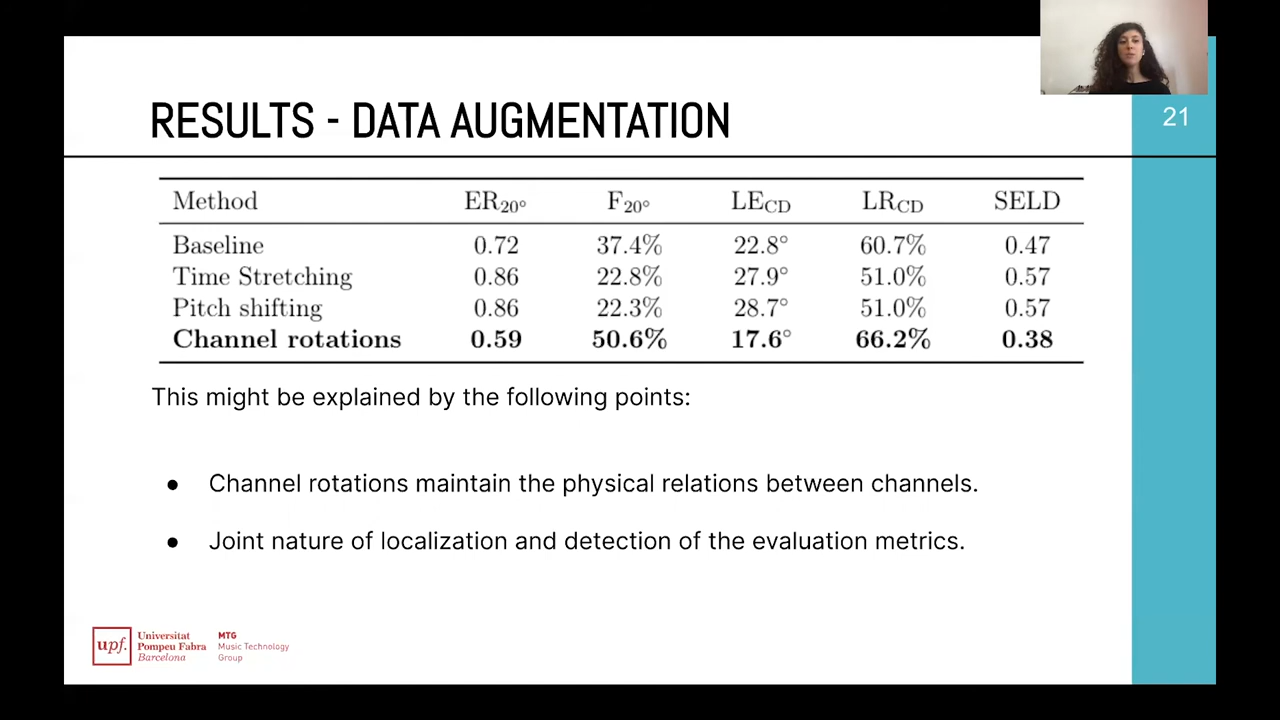 RESULTS - DATA AUGMENTATION
21
Method ER20° F20° LECD LRCD SELD
Baseline 0.72 37.4% 22.8° 60.7% 0.47
Time Stretching 0.86 22.8% 27.9° 51.0% 0.57
Pitch shifting 0.86 22.3% 28.7° 51.0% 0.57
Channel rotations 0.59 50.6% 17.6° 66.2% 0.38
This might be explained by the following points:
● Channel rotations maintain the physical relations between channels.
● Joint nature of localization and detection of the evaluation metrics.
upf. Universitat Pompeu Fabra Barcelona
MTG Music Technology Group